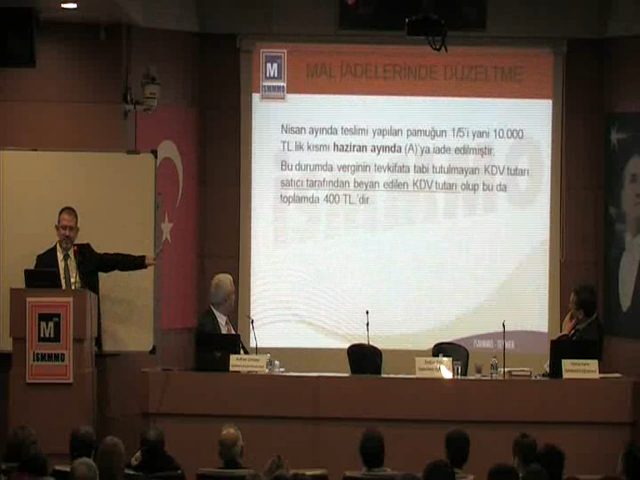 M
İSMMMO
MAL İADELERİNDE DÜZELTME
Nisan ayında teslimi yapılan pamuğun 1/5'i yani 10.000
TL lik kısmı haziran ayında (A)'ya iade edilmiştir.
Bu durumda verginin tevkifata tabi tutulmayan KDV tutarı
satıcı tarafından beyan edilen KDV tutarı olup bu da
toplamda 400 TL.'dir.
M
İSMMMO